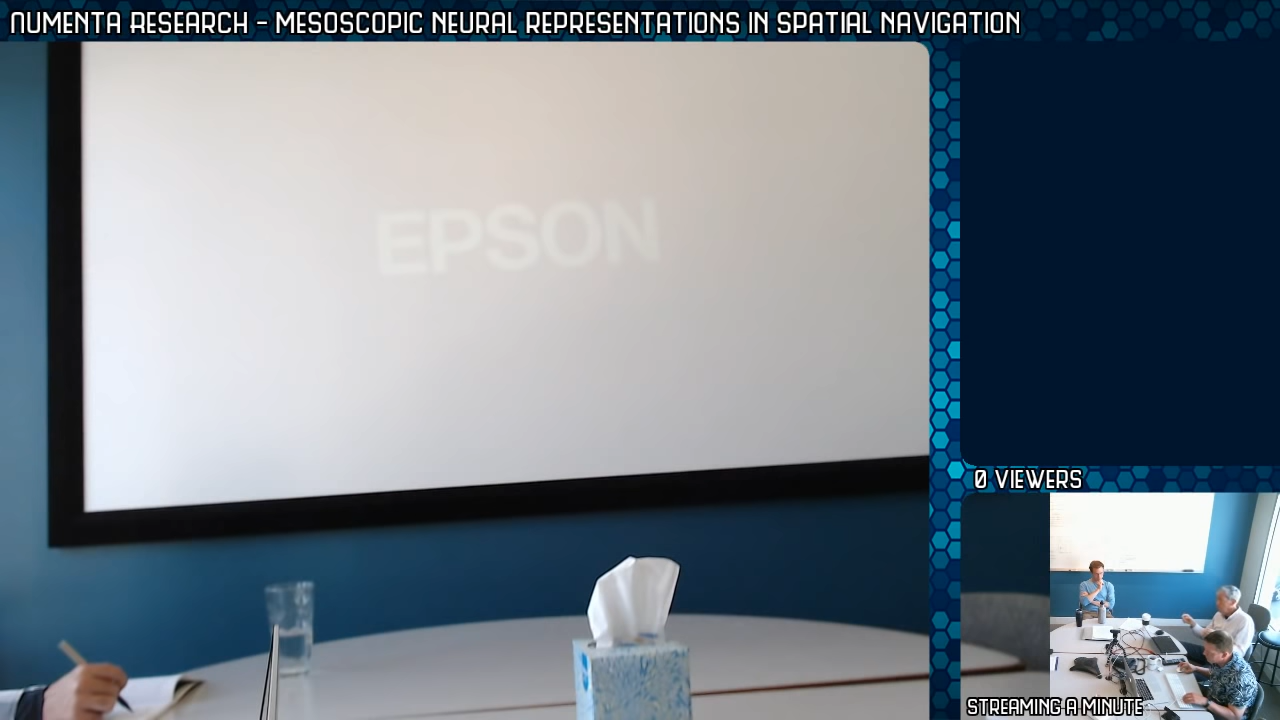 NUMENTA RESEARCH - MESOSCOPIC NEURAL REPRESENTATIONS IN SPATIAL NAVIGATION
EPSON
0 VIEWERS
STREAMING A MINUTE